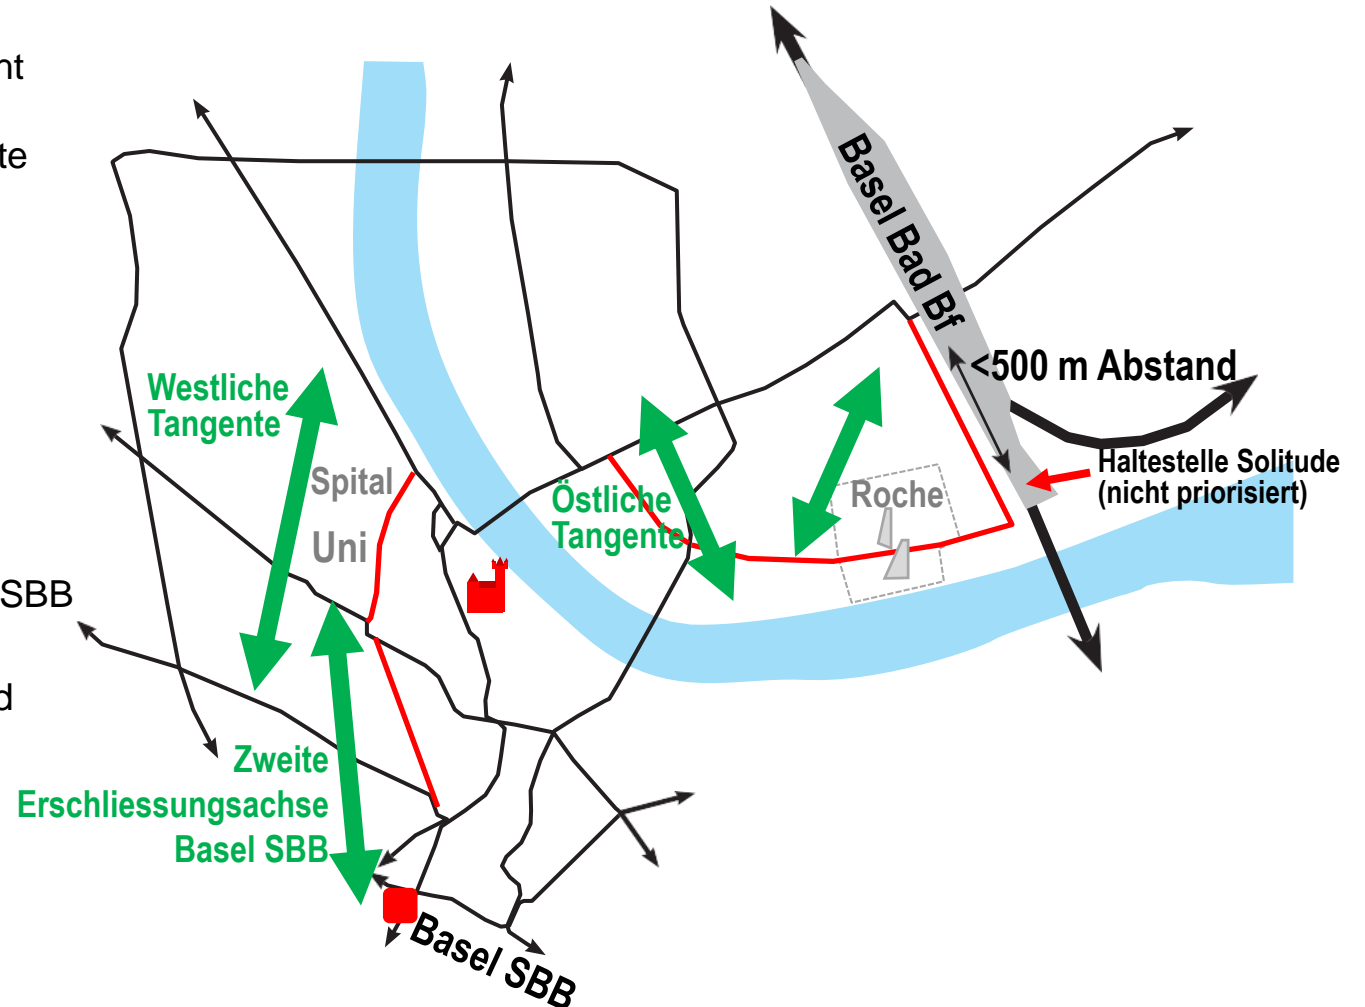 nt
te
Basel Bad Bf
<500 m Abstand
Westliche
Tangente
Haltestelle Solitude
(nicht priorisiert)
Spital
Östliche
Roche
Tangente
Uni
SBB
d
Zweite
Erschliessungsachse
Basel SBB
Basel SBB